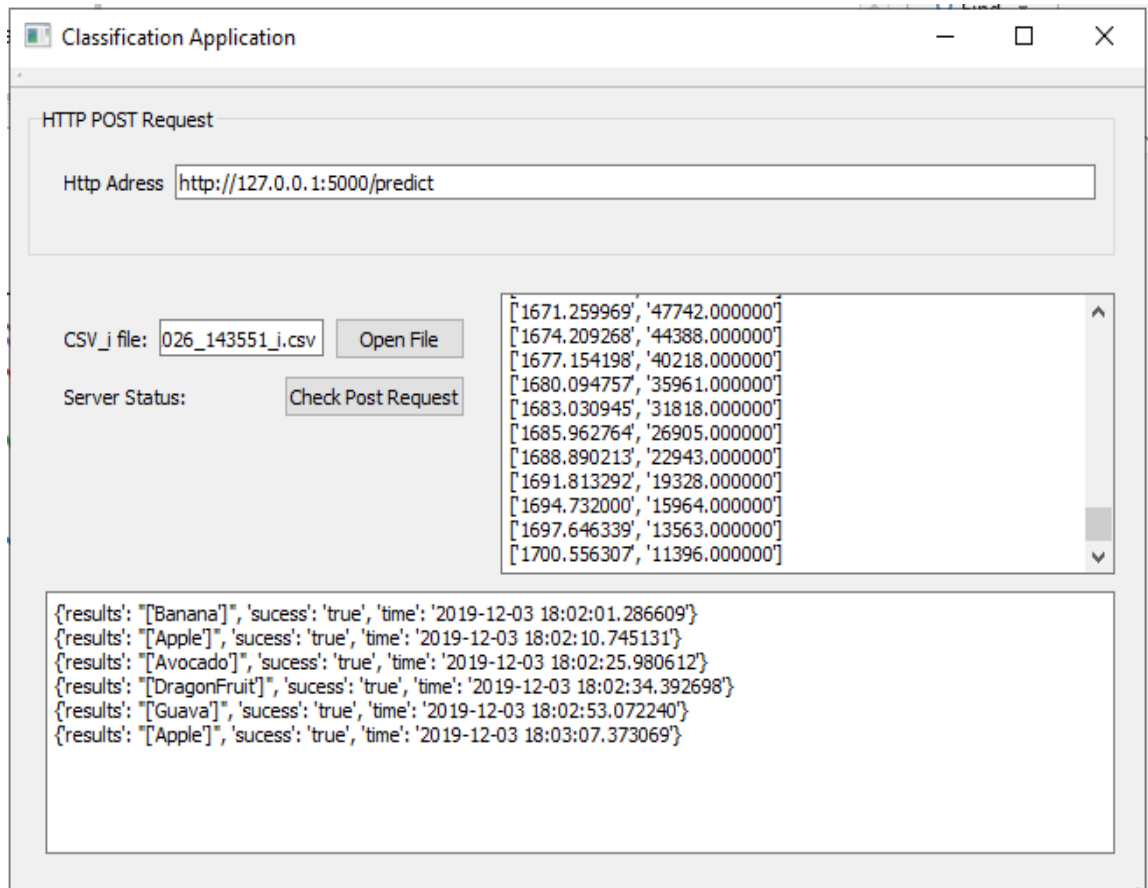 Classification Application
HTTP POST Request
Http Adress http://127.0.0.1:5000/predict
CSV_i file: 026_143551_i.csv Open File
Server Status: Check Post Request
['1671.259969', '47742.000000']
['1674.209268', '44388.000000']
['1677.154198', '40218.000000']
['1680.094757', '35961.000000']
['1683.030945', '31818.000000']
['1685.962764', '26905.000000']
['1688.890213', '22943.000000']
['1691.813292', '19328.000000']
['1694.732000', '15964.000000']
['1697.646339', '13563.000000']
['1700.556307', '11396.000000']
{'results': "['Banana']", 'sucess': 'true', 'time': '2019-12-03 18:02:01.286609'}
{'results': "['Apple']", 'sucess': 'true', 'time': '2019-12-03 18:02:10.745131'}
{'results': "['Avocado']", 'sucess': 'true', 'time': '2019-12-03 18:02:25.980612'}
{'results': "['DragonFruit']", 'sucess': 'true', 'time': '2019-12-03 18:02:34.392698'}
{'results': "['Guava']", 'sucess': 'true', 'time': '2019-12-03 18:02:53.072240'}
{'results': "['Apple']", 'sucess': 'true', 'time': '2019-12-03 18:03:07.373069'}